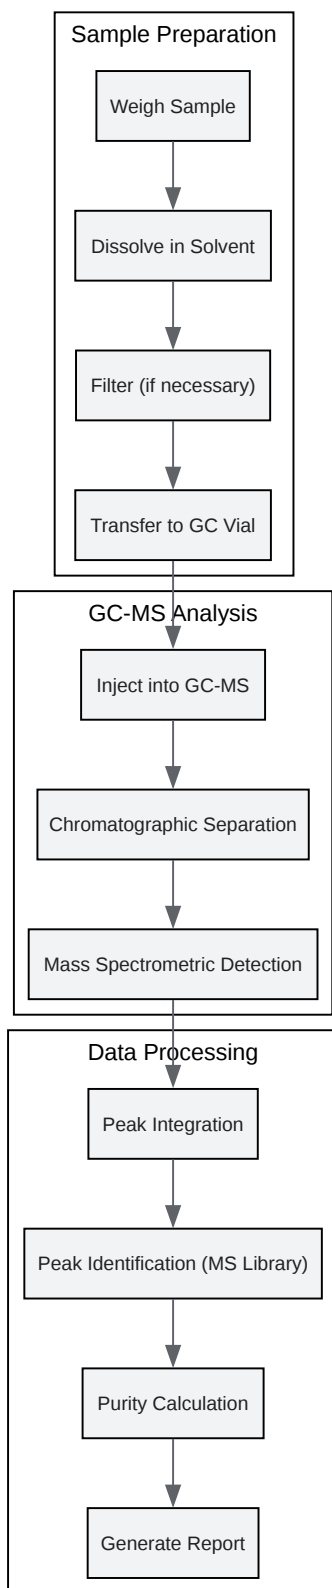 Sample Preparation
Weigh Sample
Dissolve in Solvent
Filter (if necessary)
Transfer to GC Vial
GC-MS Analysis
Inject into GC-MS
Chromatographic Separation
Mass Spectrometric Detection
Data Processing
Peak Integration
Peak Identification (MS Library)
Purity Calculation
Generate Report